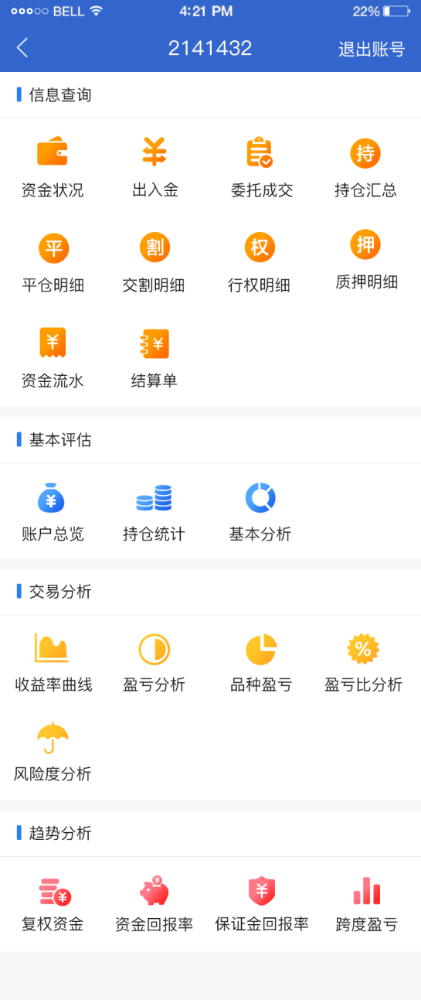 BELL 4:21 PM 22%
2141432 退出账号
信息查询
¥ 持
资金状况 出入金 委托成交 持仓汇总
平 割 权 押
平仓明细 交割明细 行权明细 质押明细
¥ ¥
资金流水 结算单
基本评估
¥
账户总览 持仓统计 基本分析
交易分析
%
收益率曲线 盈亏分析 品种盈亏 盈亏比分析
风险度分析
趋势分析
¥ ¥ ¥
复权资金 资金回报率 保证金回报率 跨度盈亏